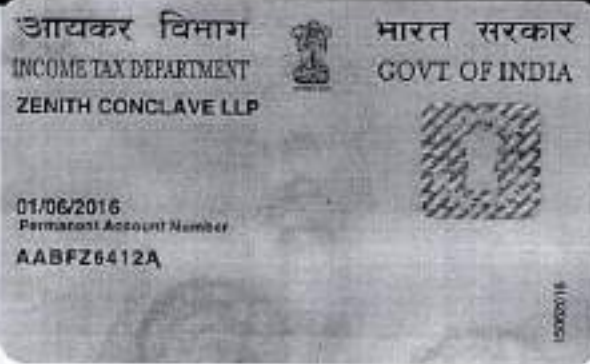 आयकर विभाग
भारत सरकार
INCOME TAX DEPARTMENT
GOVT OF INDIA
ZENITH CONCLAVE LLP
01/06/2016
Permanent Account Number
AABFZ6412A